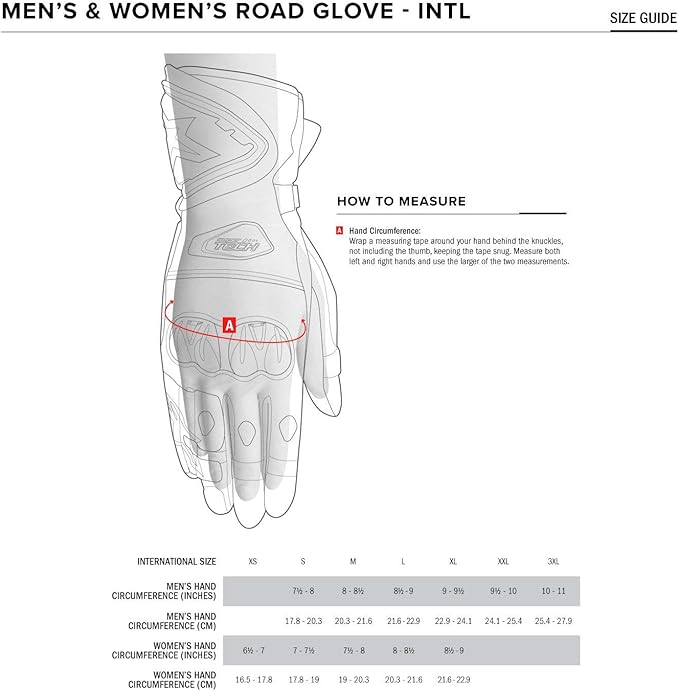 MEN'S & WOMEN'S ROAD GLOVE - INTL
SIZE GUIDE
TECH
A
HOW TO MEASURE
A Hand Circumference:
Wrap a measuring tape around your hand behind the knuckles,
not including the thumb, keeping the tape snug. Measure both
left and right hands and use the larger of the two measurements.
INTERNATIONAL SIZE XS S M L XL XXL 3XL
MEN'S HAND
CIRCUMFERENCE (INCHES) 7½ - 8 8 - 8½ 8½ - 9 9 - 9½ 9½ - 10 10 - 11
MEN'S HAND
CIRCUMFERENCE (CM) 17.8 - 20.3 20.3 - 21.6 21.6 - 22.9 22.9 - 24.1 24.1 - 25.4 25.4 - 27.9
WOMEN'S HAND
CIRCUMFERENCE (INCHES) 6½ - 7 7 - 7½ 7½ - 8 8 - 8½ 8½ - 9
WOMEN'S HAND
CIRCUMFERENCE (CM) 16.5 - 17.8 17.8 - 19 19 - 20.3 20.3 - 21.6 21.6 - 22.9